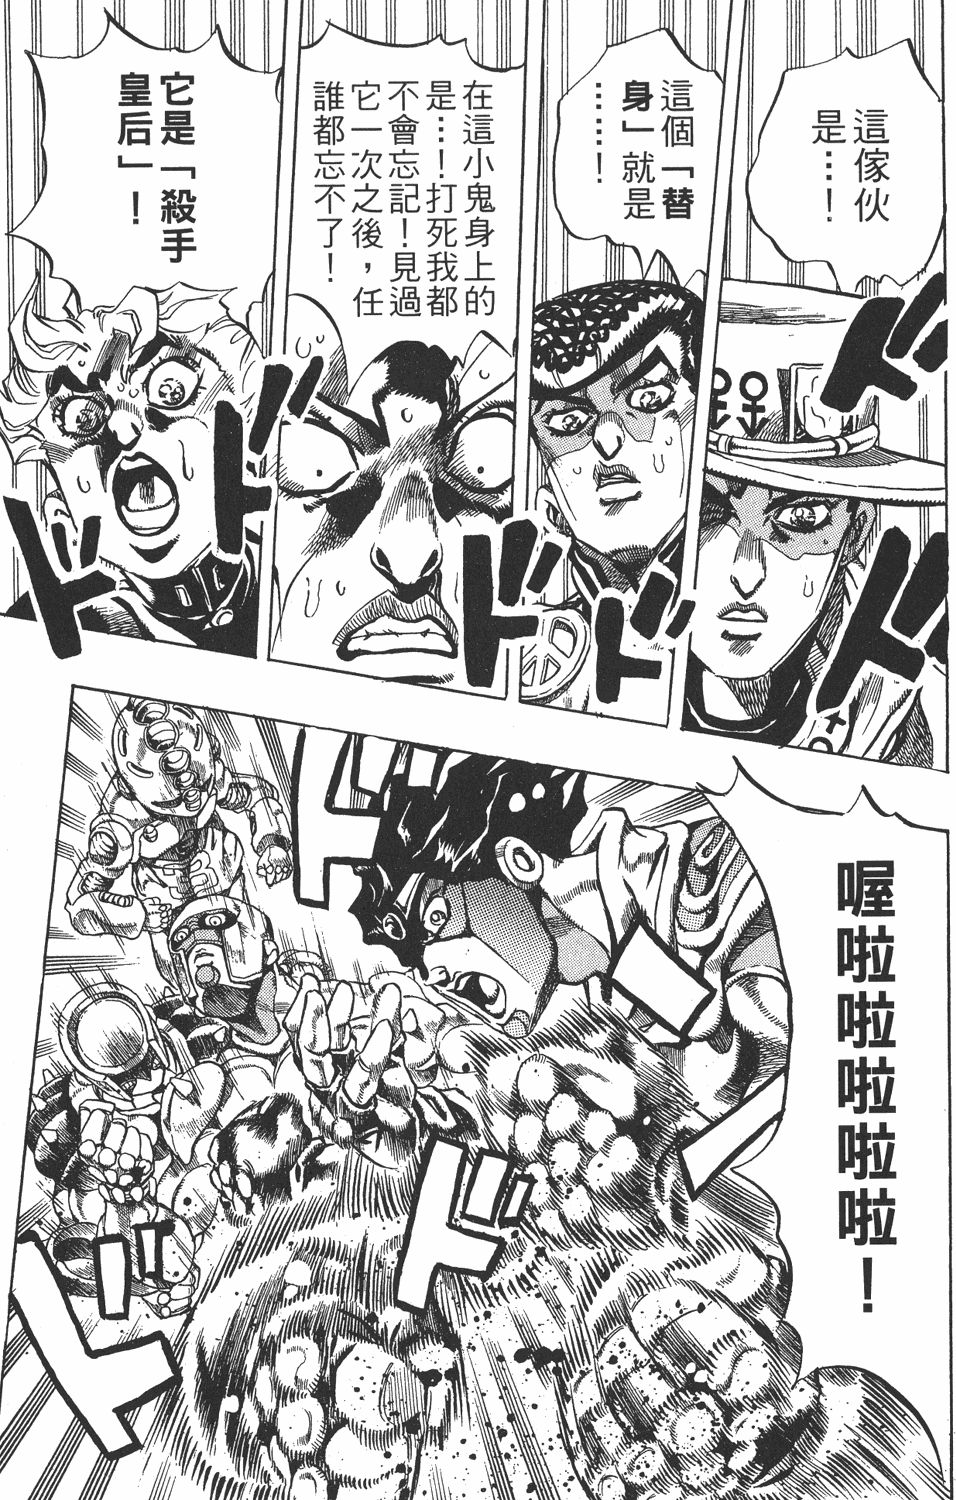 這傢伙
是…！
這個「替
身」就是
……！
在這小鬼身上的
是…！打死我都
不會忘記！見過
它一次之後，任
誰都忘不了！
它是「殺手
皇后」！
ド
ド
ド
ド
ド
ド
喔啦啦啦啦啦！
ド
ド
ド